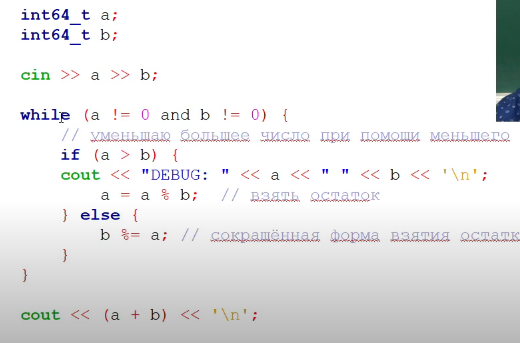 int64_t a;
int64_t b;
cin >> a >> b;
while (a != 0 and b != 0) {
// уменьшаю большее число при помощи меньшего
if (a > b) {
cout << "DEBUG: " << a << " " << b << '\n';
a = a % b;  // взять остаток
} else {
b %= a; // сокращённая форма взятия остатк
}
}
cout << (a + b) << '\n';